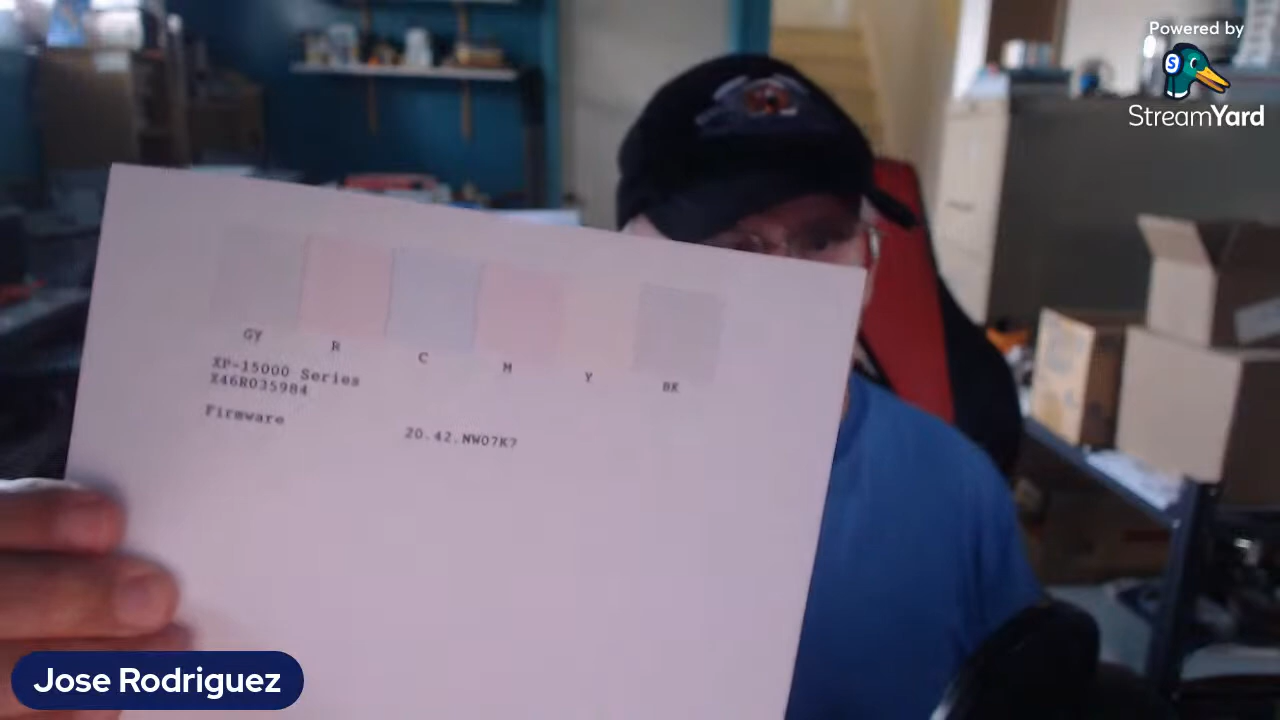 Powered by
StreamYard
S
GY R C M Y BK
XP-15000 Series
X46R035984
Firmware 20.42.NW07K7
Jose Rodriguez